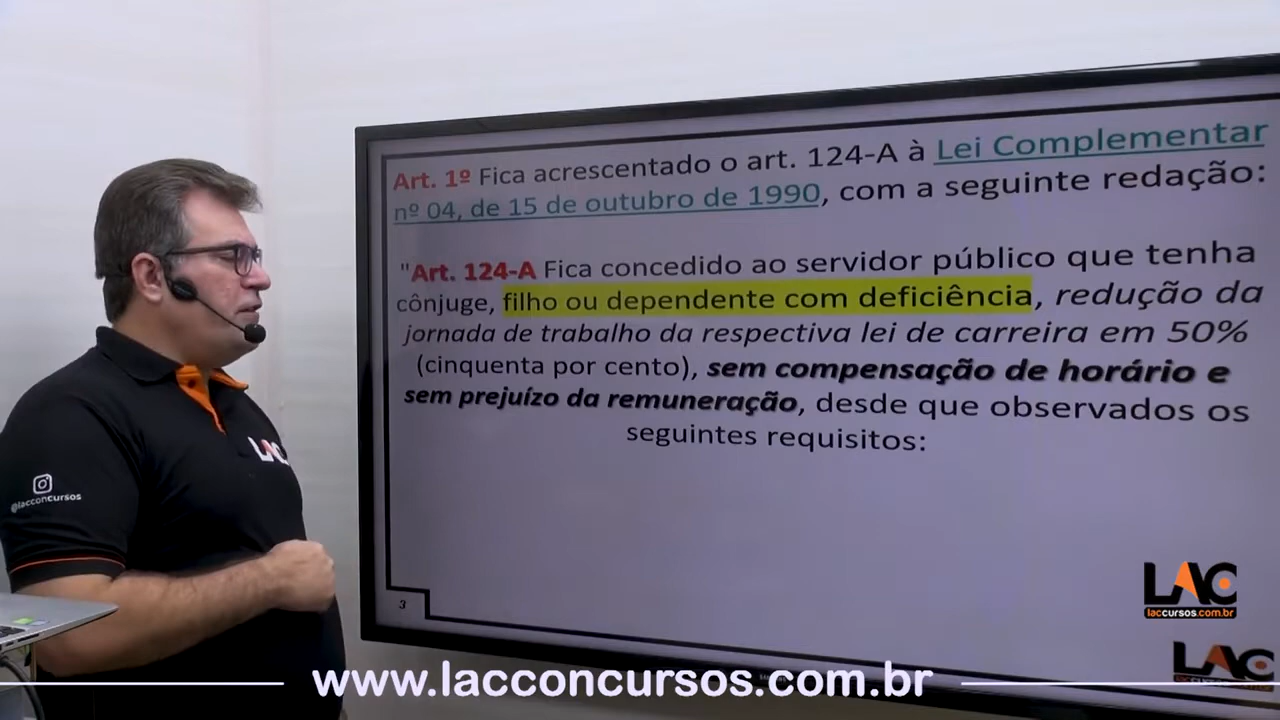 Art. 1º Fica acrescentado o art. 124-A à Lei Complementar
nº 04, de 15 de outubro de 1990, com a seguinte redação:
"Art. 124-A Fica concedido ao servidor público que tenha
cônjuge, filho ou dependente com deficiência, redução da
jornada de trabalho da respectiva lei de carreira em 50%
(cinquenta por cento), sem compensação de horário e
sem prejuízo da remuneração, desde que observados os
seguintes requisitos:
3
LAC
@lacconcursos
LAC
laccursos.com.br
LAC
www.lacconcursos.com.br